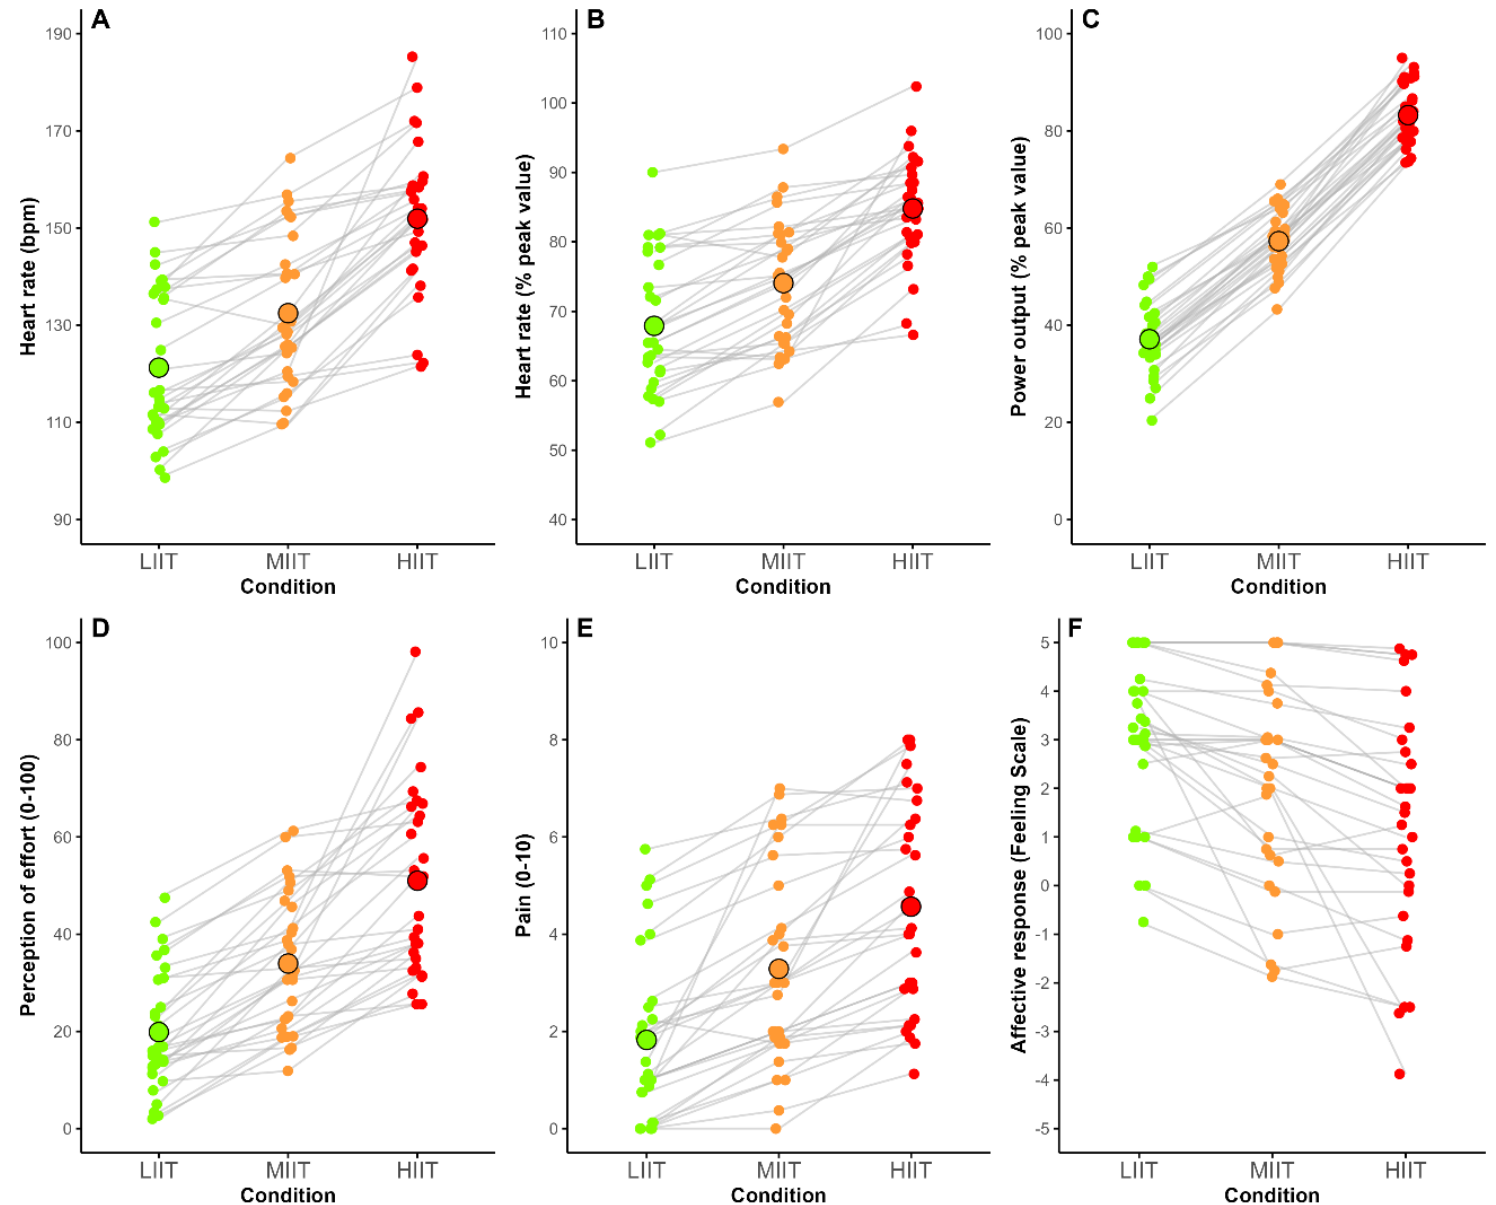 A
Heart rate (bpm)
190
170
150
130
110
90
LIIT MIIT HIIT
Condition
B
Heart rate (% peak value)
110
100
90
80
70
60
50
40
LIIT MIIT HIIT
Condition
C
Power output (% peak value)
100
80
60
40
20
0
LIIT MIIT HIIT
Condition
D
Perception of effort (0-100)
100
80
60
40
20
0
LIIT MIIT HIIT
Condition
E
Pain (0-10)
10
8
6
4
2
0
LIIT MIIT HIIT
Condition
F
Affective response (Feeling Scale)
5
4
3
2
1
0
-1
-2
-3
-4
-5
LIIT MIIT HIIT
Condition